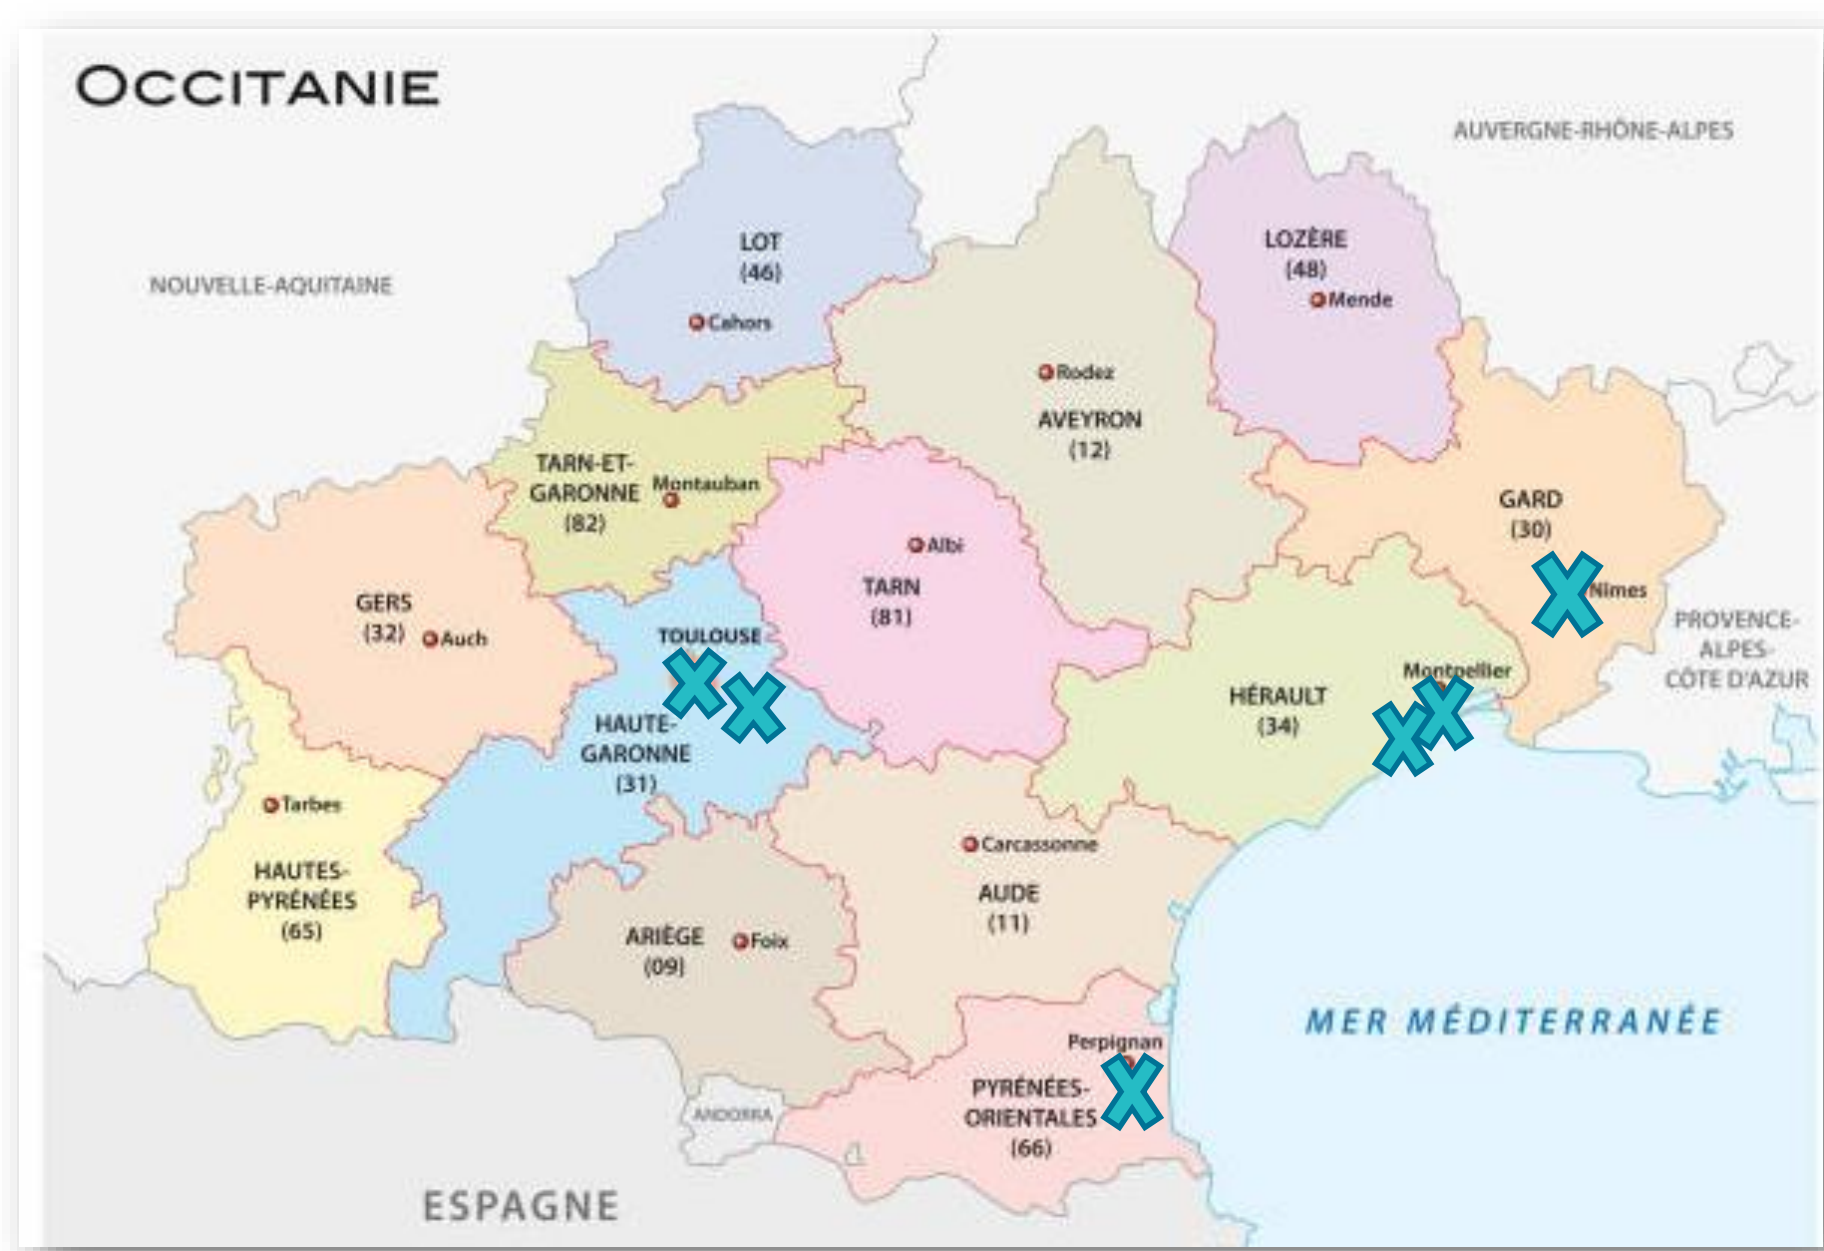 OCCITANIE
AUVERGNE-RHÔNE-ALPES
LOT
(46)
LOZÈRE
(48)
NOUVELLE-AQUITAINE
Mende
Cahors
Rodez
AVEYRON
(12)
TARN-ET-
GARONNE
(82)
Montauban
GARD
(30)
Albi
TARN
(81)
Nîmes
GERS
(32)
Auch
TOULOUSE
PROVENCE-
ALPES-
CÔTE D'AZUR
Montpellier
HÉRAULT
(34)
HAUTE-
GARONNE
(31)
Tarbes
Carcassonne
HAUTES-
PYRÉNÉES
(65)
AUDE
(11)
ARIÈGE
(09)
Foix
MER MÉDITERRANÉE
Perpignan
PYRÉNÉES-
ORIENTALES
(66)
ANDORRA
ESPAGNE